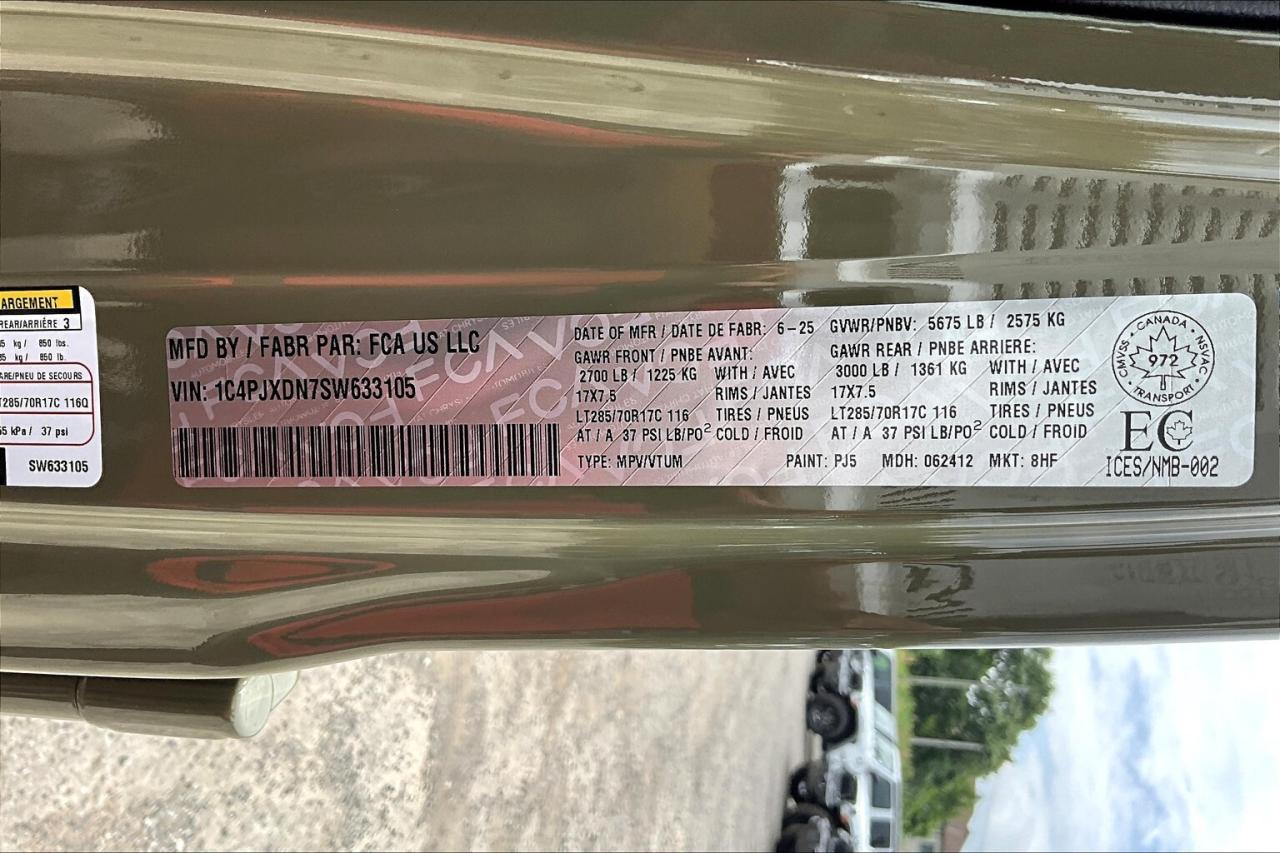 ARGEMENT
REAR/ARRIÈRE 3
kg / 850 lbs.
kg / 850 lb.
ARE/PNEU DE SECOURS
LT285/70R17C 116Q
kPa / 37 psi
SW633105
MFD BY / FABR PAR: FCA US LLC
VIN: 1C4PJXDN7SW633105
DATE OF MFR / DATE DE FABR: 6-25
GAWR FRONT / PNBE AVANT:
2700 LB / 1225 KG WITH / AVEC
17X7.5 RIMS / JANTES
LT285/70R17C 116 TIRES / PNEUS
AT / A 37 PSI LB/PO² COLD / FROID
TYPE: MPV/VTUM
GVWR/PNBV: 5675 LB / 2575 KG
GAWR REAR / PNBE ARRIERE:
3000 LB / 1361 KG WITH / AVEC
17X7.5 RIMS / JANTES
LT285/70R17C 116 TIRES / PNEUS
AT / A 37 PSI LB/PO² COLD / FROID
PAINT: PJ5 MDH: 062412 MKT: 8HF
CANADA
CMVSS 972 NSVAC
TRANSPORT
EC
ICES/NMB-002